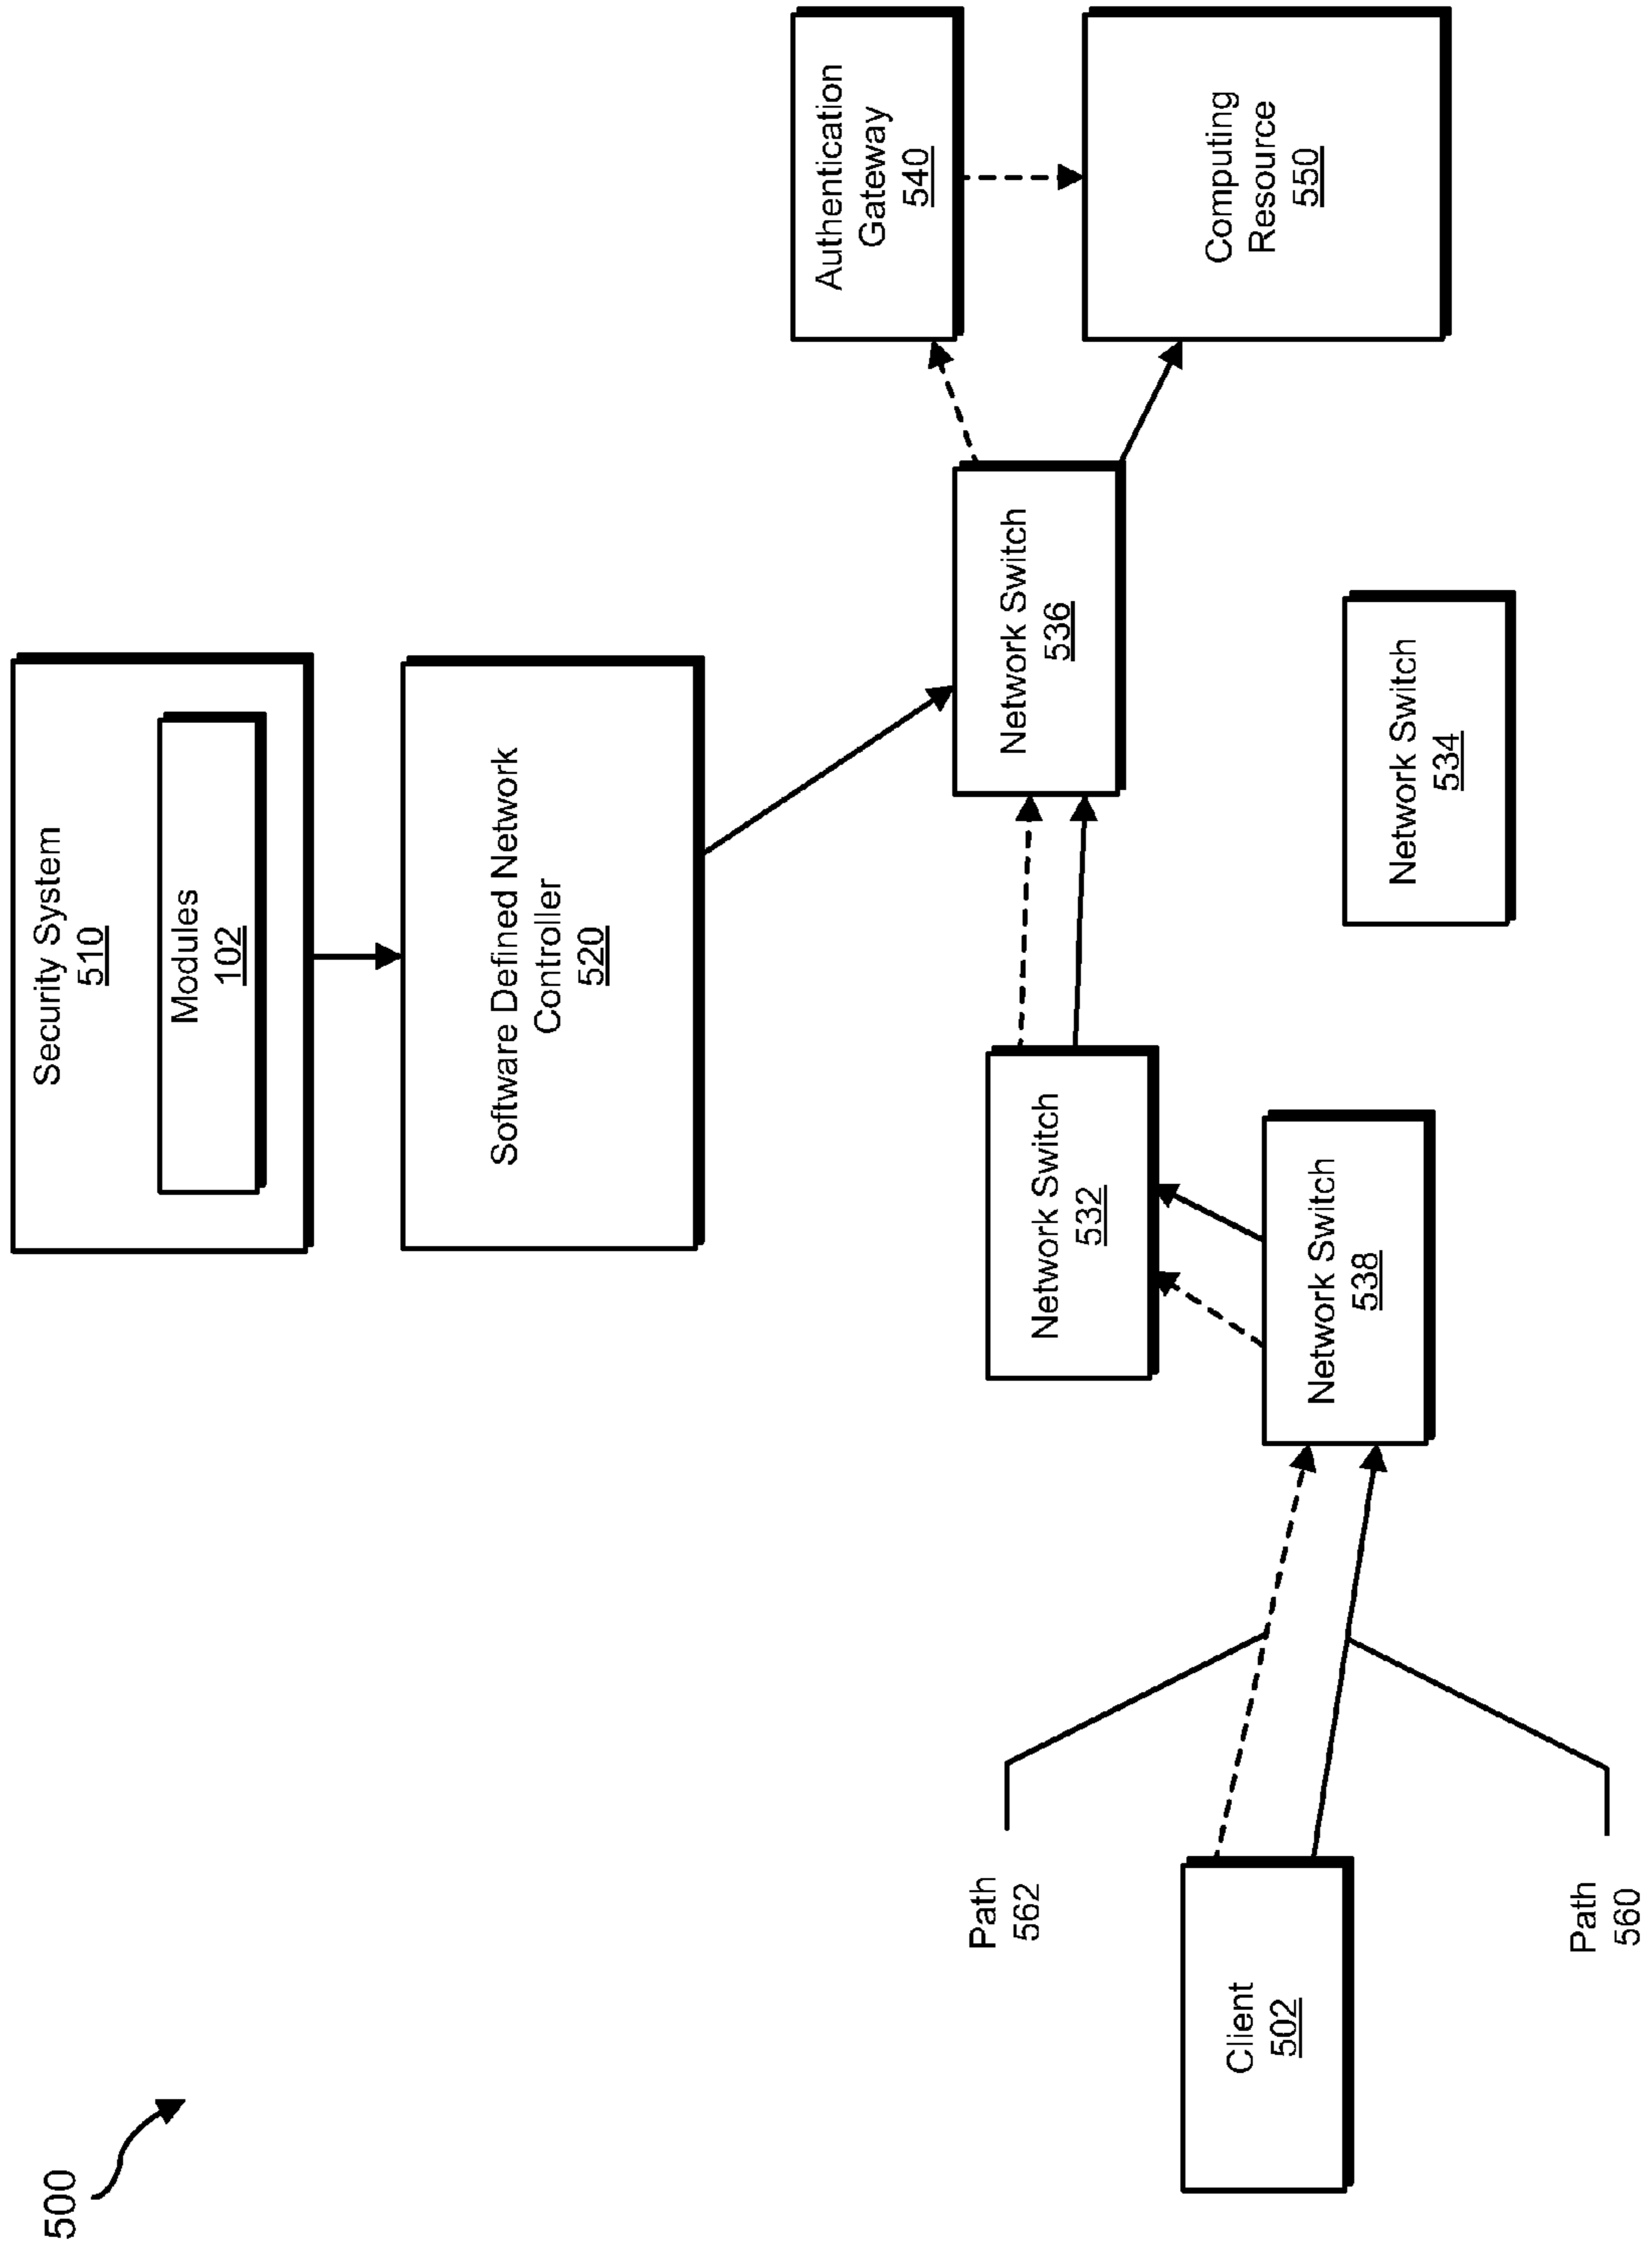 500
Security System
510
Modules
102
Software Defined Network
Controller
520
Authentication
Gateway
540
Computing
Resource
550
Network Switch
536
Network Switch
532
Network Switch
534
Network Switch
538
Path
562
Client
502
Path
560